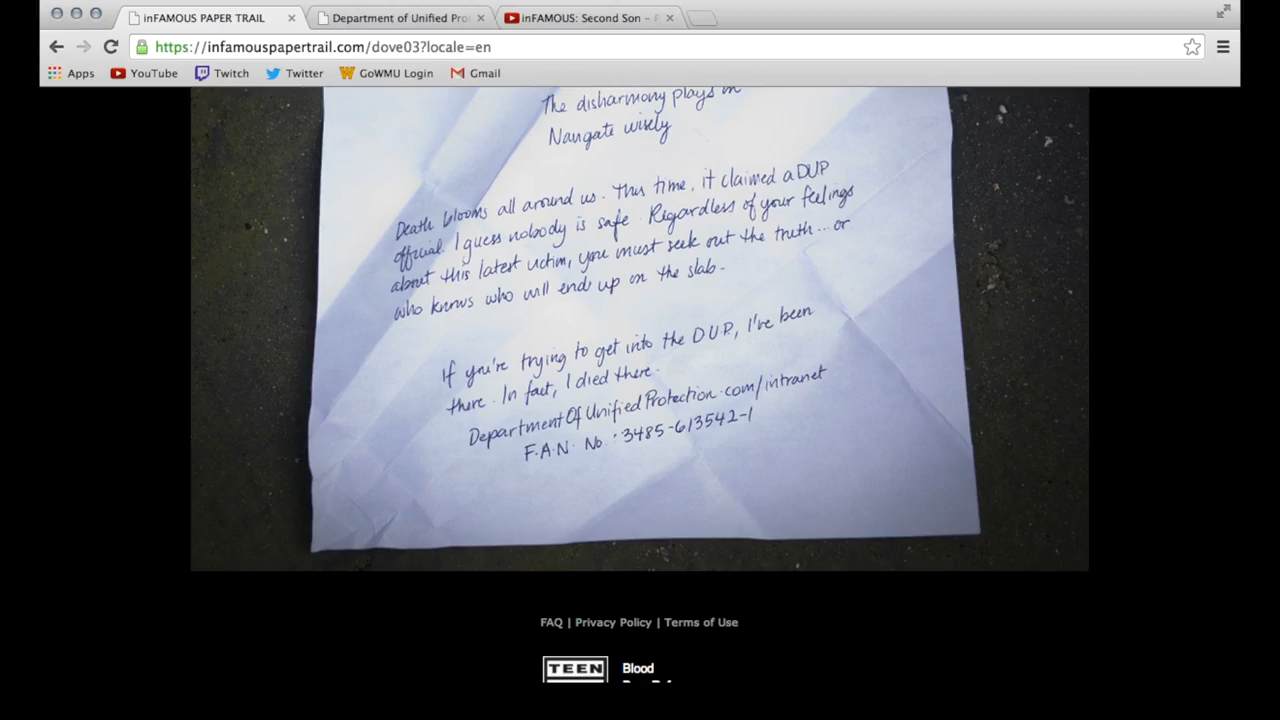 inFAMOUS PAPER TRAIL
Department of Unified Pro
inFAMOUS: Second Son –
https://infamouspapertrail.com/dove03?locale=en
Apps YouTube Twitch Twitter GoWMU Login Gmail
The disharmony plays in
Navigate wisely
Death blooms all around us. This time, it claimed a DUP
official. I guess nobody is safe. Regardless of your feelings
about this latest victim, you must seek out the truth... or
who knows who will end up on the slab.
If you're trying to get into the D.U.P., I've been
there. In fact, I died there.
DepartmentOfUnifiedProtection.com/intranet
F.A.N. No.: 3485-613542-1
FAQ | Privacy Policy | Terms of Use
TEEN
Blood